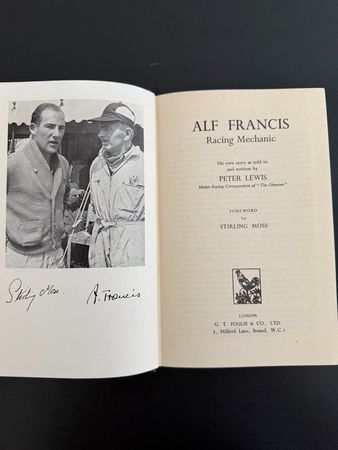 Stirling Moss. A. Francis
ALF FRANCIS
Racing Mechanic
His own story as told to
and written by
PETER LEWIS
Motor Racing Correspondent of "The Observer"
FOREWORD
by
STIRLING MOSS
LONDON
G. T. FOULIS & CO., LTD.
7, Milford Lane, Strand, W.C.2